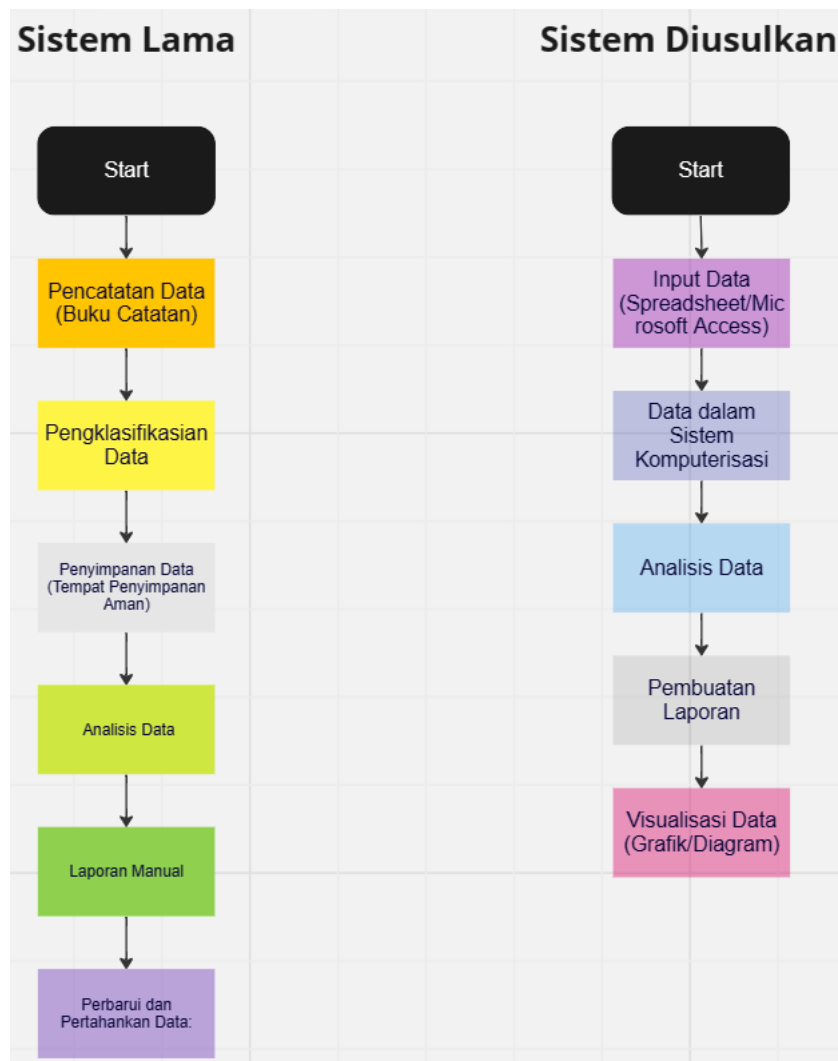 Sistem Lama
Start
Pencatatan Data
(Buku Catatan)
Pengklasifikasian
Data
Penyimpanan Data
(Tempat Penyimpanan
Aman)
Analisis Data
Laporan Manual
Perbarui dan
Pertahankan Data:
Sistem Diusulkan
Start
Input Data
(Spreadsheet/Mic
rosoft Access)
Data dalam
Sistem
Komputerisasi
Analisis Data
Pembuatan
Laporan
Visualisasi Data
(Grafik/Diagram)